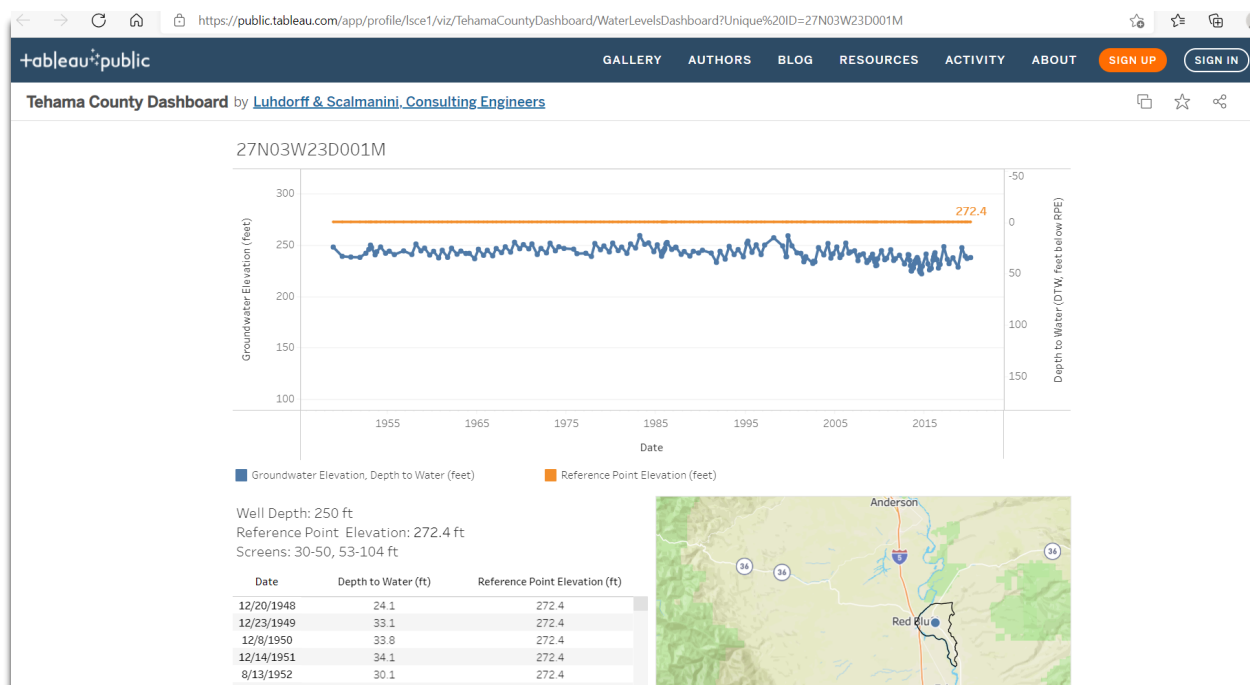 https://public.tableau.com/app/profile/lsce1/viz/TehamaCountyDashboard/WaterLevelsDashboard?Unique%20ID=27N03W23D001M
+ableau public
GALLERY AUTHORS BLOG RESOURCES ACTIVITY ABOUT SIGN UP SIGN IN
Tehama County Dashboard by Luhdorff & Scalmanini, Consulting Engineers
27N03W23D001M
Groundwater Elevation (feet)
300
250
200
150
100
272.4
-50
0
50
100
150
Depth to Water (DTW, feet below RPE)
1955 1965 1975 1985 1995 2005 2015
Date
Groundwater Elevation, Depth to Water (feet) Reference Point Elevation (feet)
Well Depth: 250 ft
Reference Point Elevation: 272.4 ft
Screens: 30-50, 53-104 ft
Date Depth to Water (ft) Reference Point Elevation (ft)
12/20/1948 24.1 272.4
12/23/1949 33.1 272.4
12/8/1950 33.8 272.4
12/14/1951 34.1 272.4
8/13/1952 30.1 272.4
Anderson
5
36
36
36
Red Bluff